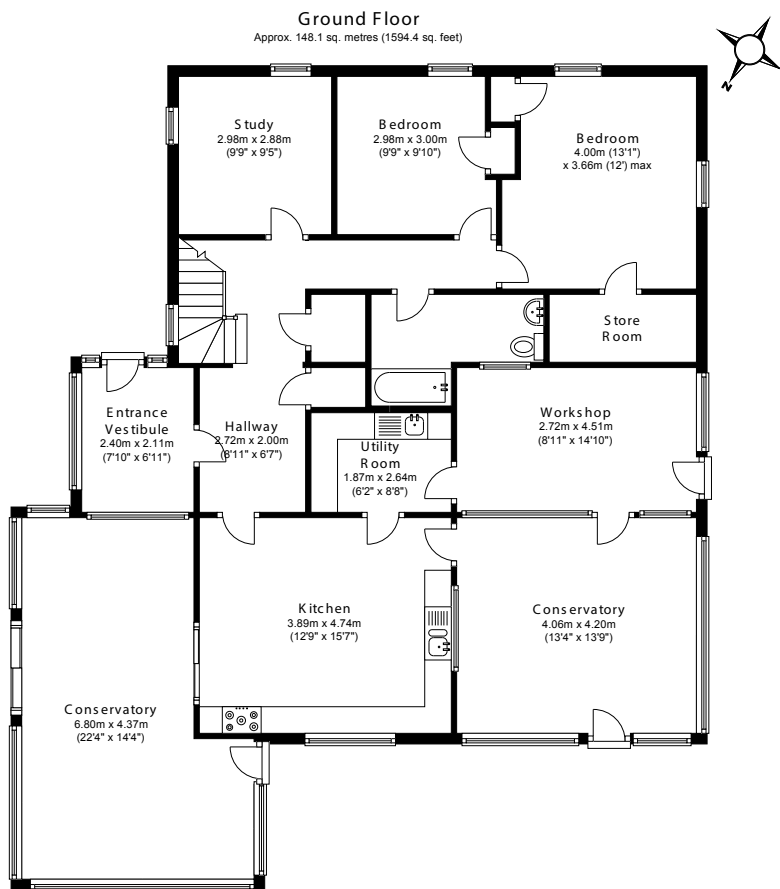 Ground Floor
Approx. 148.1 sq. metres (1594.4 sq. feet)
N
Study
2.98m x 2.88m
(9'9" x 9'5")
Bedroom
2.98m x 3.00m
(9'9" x 9'10")
Bedroom
4.00m (13'1")
x 3.66m (12') max
Store
Room
Entrance
Vestibule
2.40m x 2.11m
(7'10" x 6'11")
Hallway
2.72m x 2.00m
(8'11" x 6'7")
Utility
Room
1.87m x 2.64m
(6'2" x 8'8")
Workshop
2.72m x 4.51m
(8'11" x 14'10")
Kitchen
3.89m x 4.74m
(12'9" x 15'7")
Conservatory
4.06m x 4.20m
(13'4" x 13'9")
Conservatory
6.80m x 4.37m
(22'4" x 14'4")